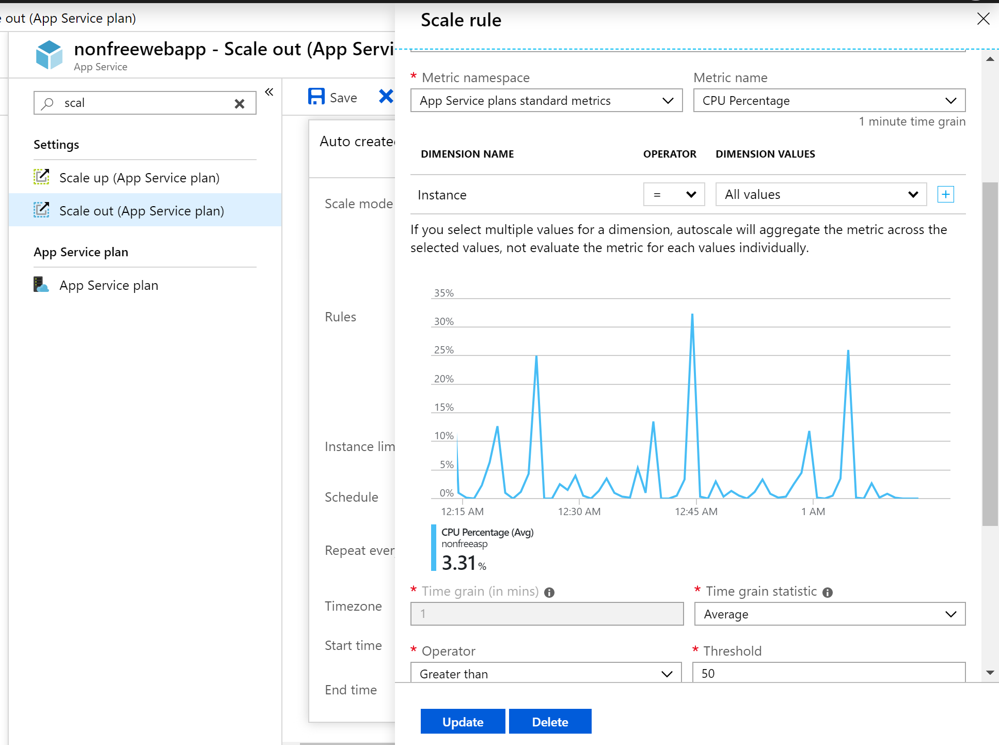 out (App Service plan)
nonfreewebapp - Scale out (App Servi
App Service
scal
«
Settings
Scale up (App Service plan)
Scale out (App Service plan)
App Service plan
App Service plan
Save
Auto created
Scale mode
Rules
Instance lim
Schedule
Repeat every
Timezone
Start time
End time
Scale rule
* Metric namespace
Metric name
App Service plans standard metrics
CPU Percentage
1 minute time grain
DIMENSION NAME OPERATOR DIMENSION VALUES
Instance = All values +
If you select multiple values for a dimension, autoscale will aggregate the metric across the
selected values, not evaluate the metric for each values individually.
35%
30%
25%
20%
15%
10%
5%
0%
12:15 AM 12:30 AM 12:45 AM 1 AM
CPU Percentage (Avg)
nonfreeasp
3.31 %
* Time grain (in mins)
* Time grain statistic
1
Average
* Operator
* Threshold
Greater than
50
Update Delete